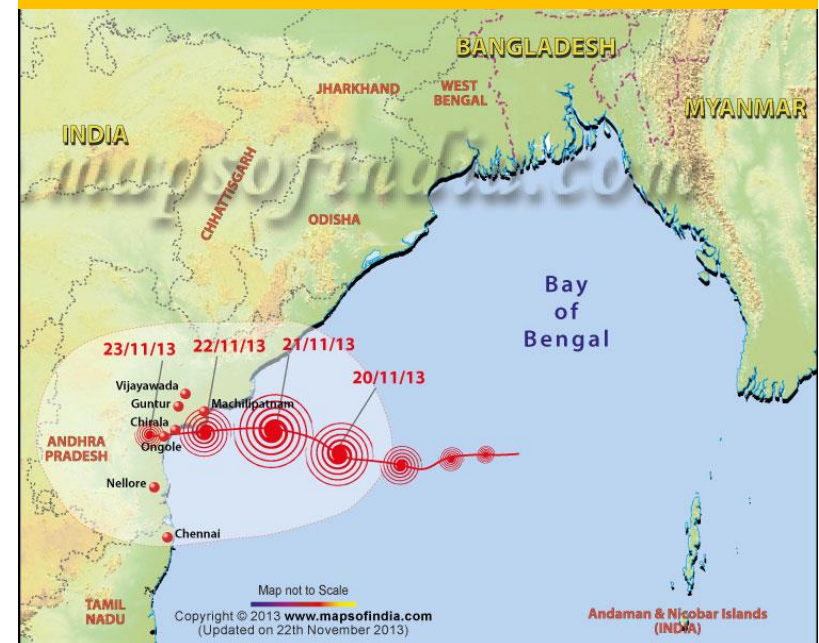 BANGLADESH
JHARKHAND
WEST
BENGAL
MYANMAR
INDIA
mapsofindia.com
CHHATTISGARH
ODISHA
Bay
of
Bengal
23/11/13
22/11/13
21/11/13
20/11/13
Vijayawada
Guntur
Machilipatnam
Chirala
Ongole
ANDHRA
PRADESH
Nellore
Chennai
Map not to Scale
TAMIL
NADU
Copyright © 2013 www.mapsofindia.com
(Updated on 22th November 2013)
Andaman & Nicobar Islands
(INDIA)